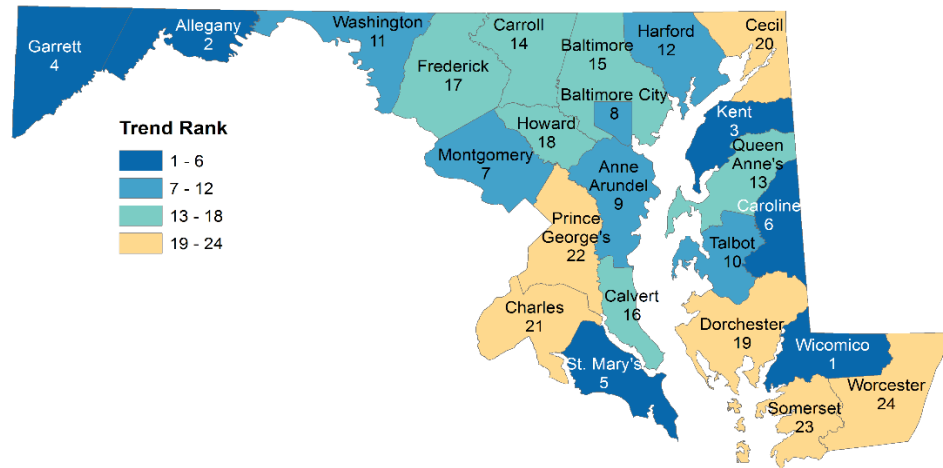 Garrett
4
Allegany
2
Washington
11
Frederick
17
Carroll
14
Baltimore
15
Harford
12
Cecil
20
Baltimore City
8
Howard
18
Montgomery
7
Anne
Arundel
9
Kent
3
Queen
Anne's
13
Caroline
6
Talbot
10
Prince
George's
22
Calvert
16
Charles
21
St. Mary's
5
Dorchester
19
Wicomico
1
Worcester
24
Somerset
23
Trend Rank
1 - 6
7 - 12
13 - 18
19 - 24